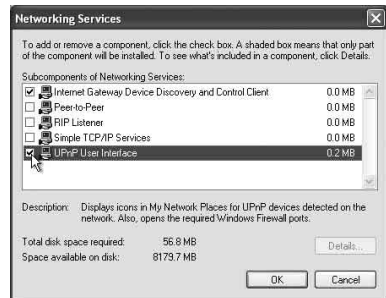 Networking Services
To add or remove a component, click the check box. A shaded box means that only part
of the component will be installed. To see what's included in a component, click Details.
Subcomponents of Networking Services:
Internet Gateway Device Discovery and Control Client 0.0 MB
Peer-to-Peer 0.0 MB
RIP Listener 0.0 MB
Simple TCP/IP Services 0.0 MB
UPnP User Interface 0.2 MB
Description: Displays icons in My Network Places for UPnP devices detected on the
network. Also, opens the required Windows Firewall ports.
Total disk space required: 56.8 MB
Space available on disk: 8179.7 MB
Details...
OK Cancel